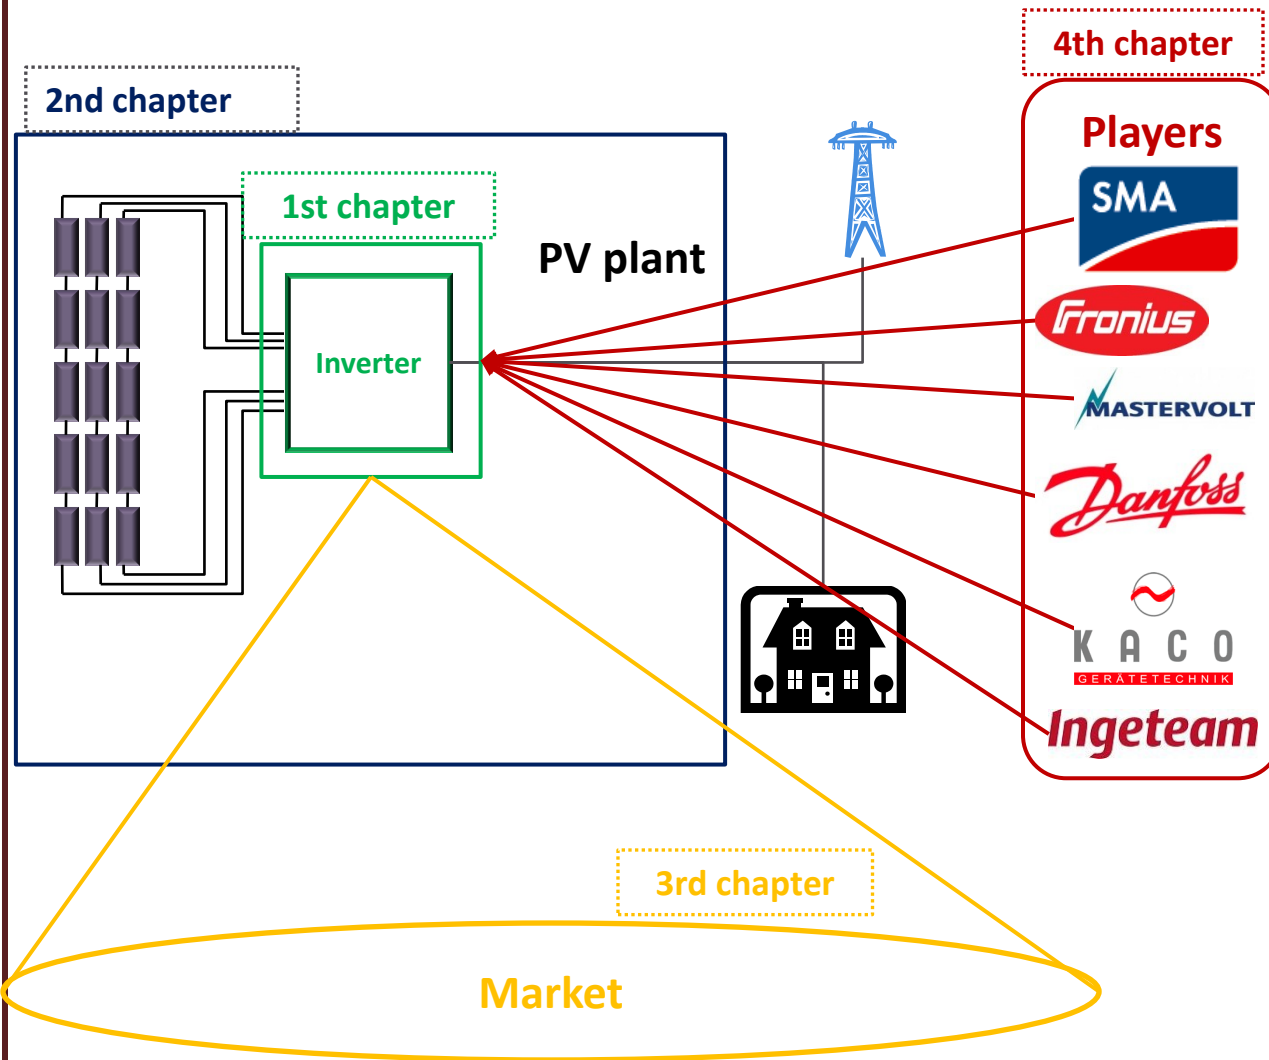 4th chapter
2nd chapter
Players
SMA
1st chapter
PV plant
Fronius
Inverter
MASTERVOLT
Danfoss
KACO
GERÄTETECHNIK
Ingeteam
3rd chapter
Market